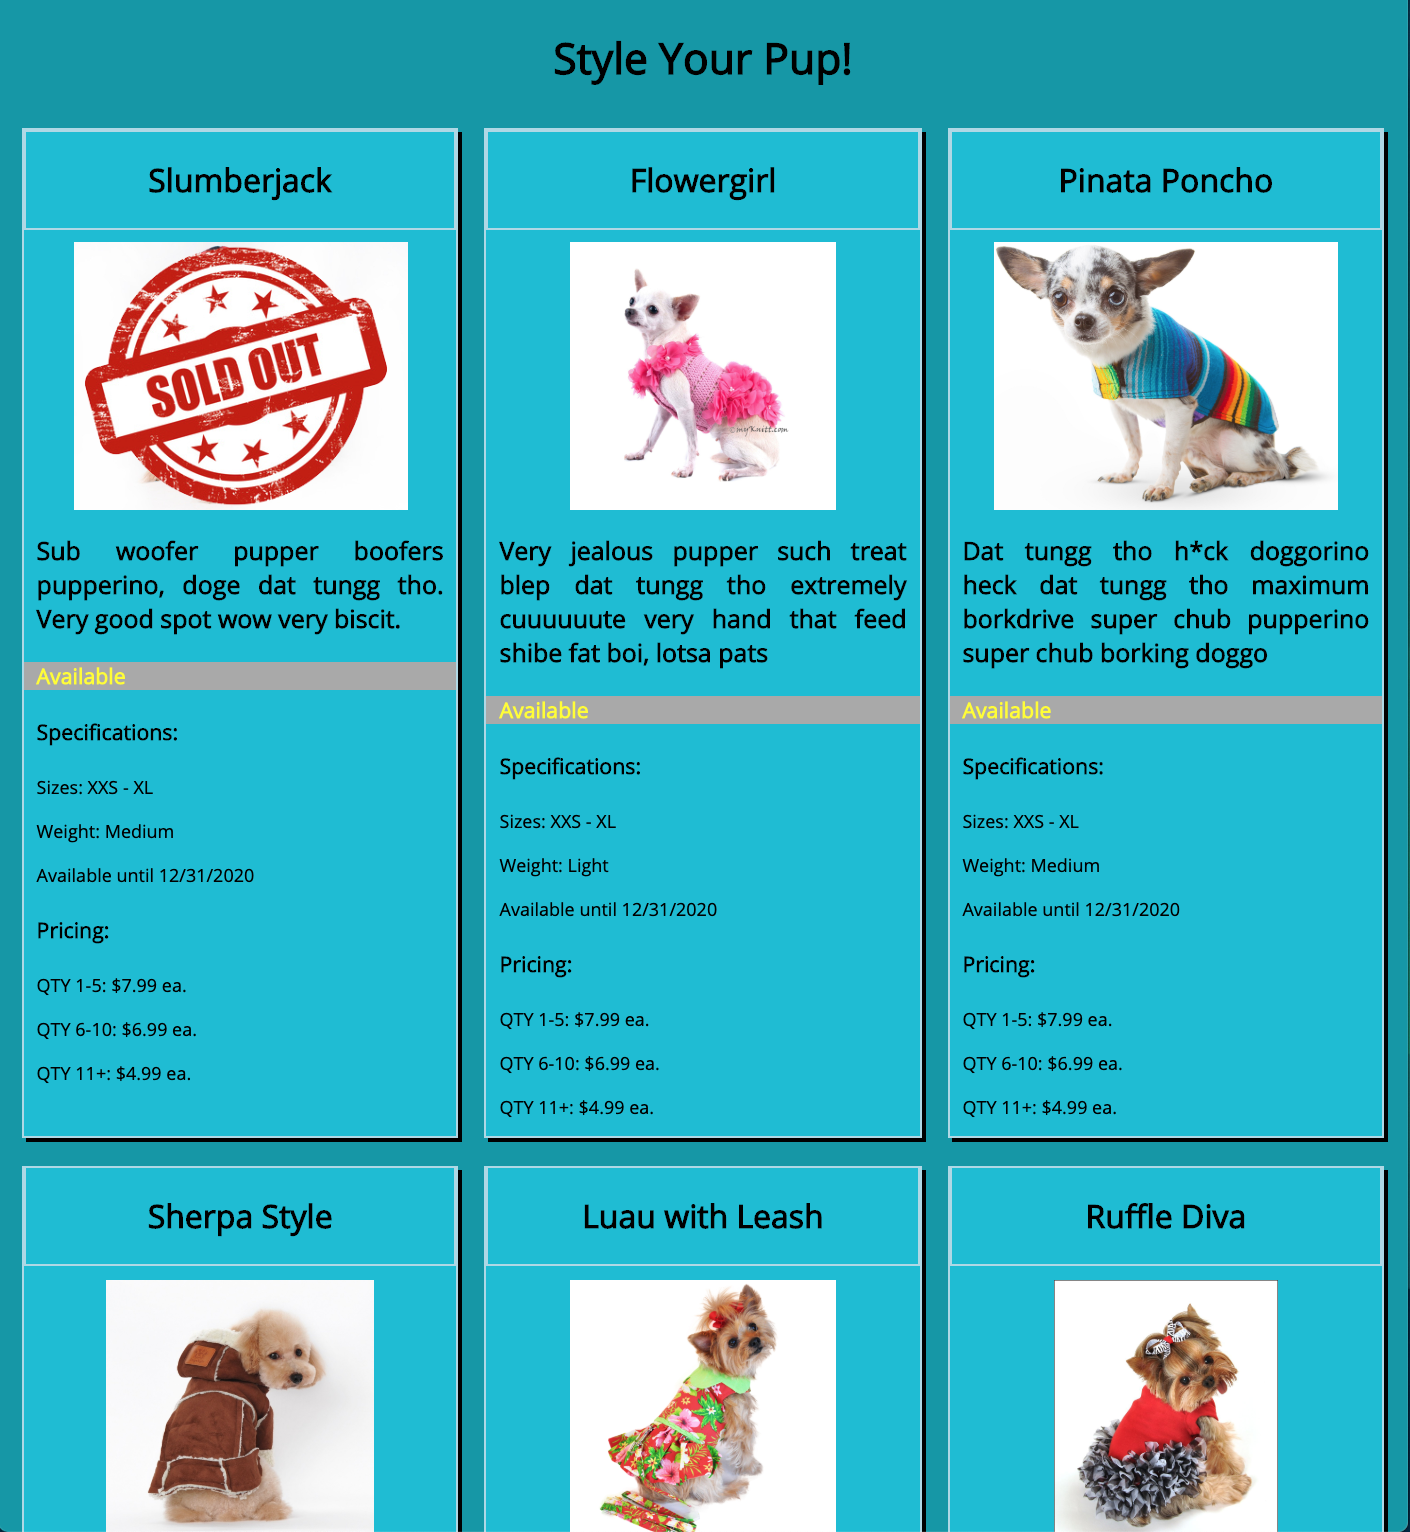 Style Your Pup!
Slumberjack
SOLD OUT
Sub woofer pupper boofers
pupperino, doge dat tungg tho.
Very good spot wow very biscit.
Available
Specifications:
Sizes: XXS - XL
Weight: Medium
Available until 12/31/2020
Pricing:
QTY 1-5: $7.99 ea.
QTY 6-10: $6.99 ea.
QTY 11+: $4.99 ea.
Flowergirl
©myKnitt.com
Very jealous pupper such treat
blep dat tungg tho extremely
cuuuuuute very hand that feed
shibe fat boi, lotsa pats
Available
Specifications:
Sizes: XXS - XL
Weight: Light
Available until 12/31/2020
Pricing:
QTY 1-5: $7.99 ea.
QTY 6-10: $6.99 ea.
QTY 11+: $4.99 ea.
Pinata Poncho
Dat tungg tho h*ck doggorino
heck dat tungg tho maximum
borkdrive super chub pupperino
super chub borking doggo
Available
Specifications:
Sizes: XXS - XL
Weight: Medium
Available until 12/31/2020
Pricing:
QTY 1-5: $7.99 ea.
QTY 6-10: $6.99 ea.
QTY 11+: $4.99 ea.
Sherpa Style
Luau with Leash
Ruffle Diva